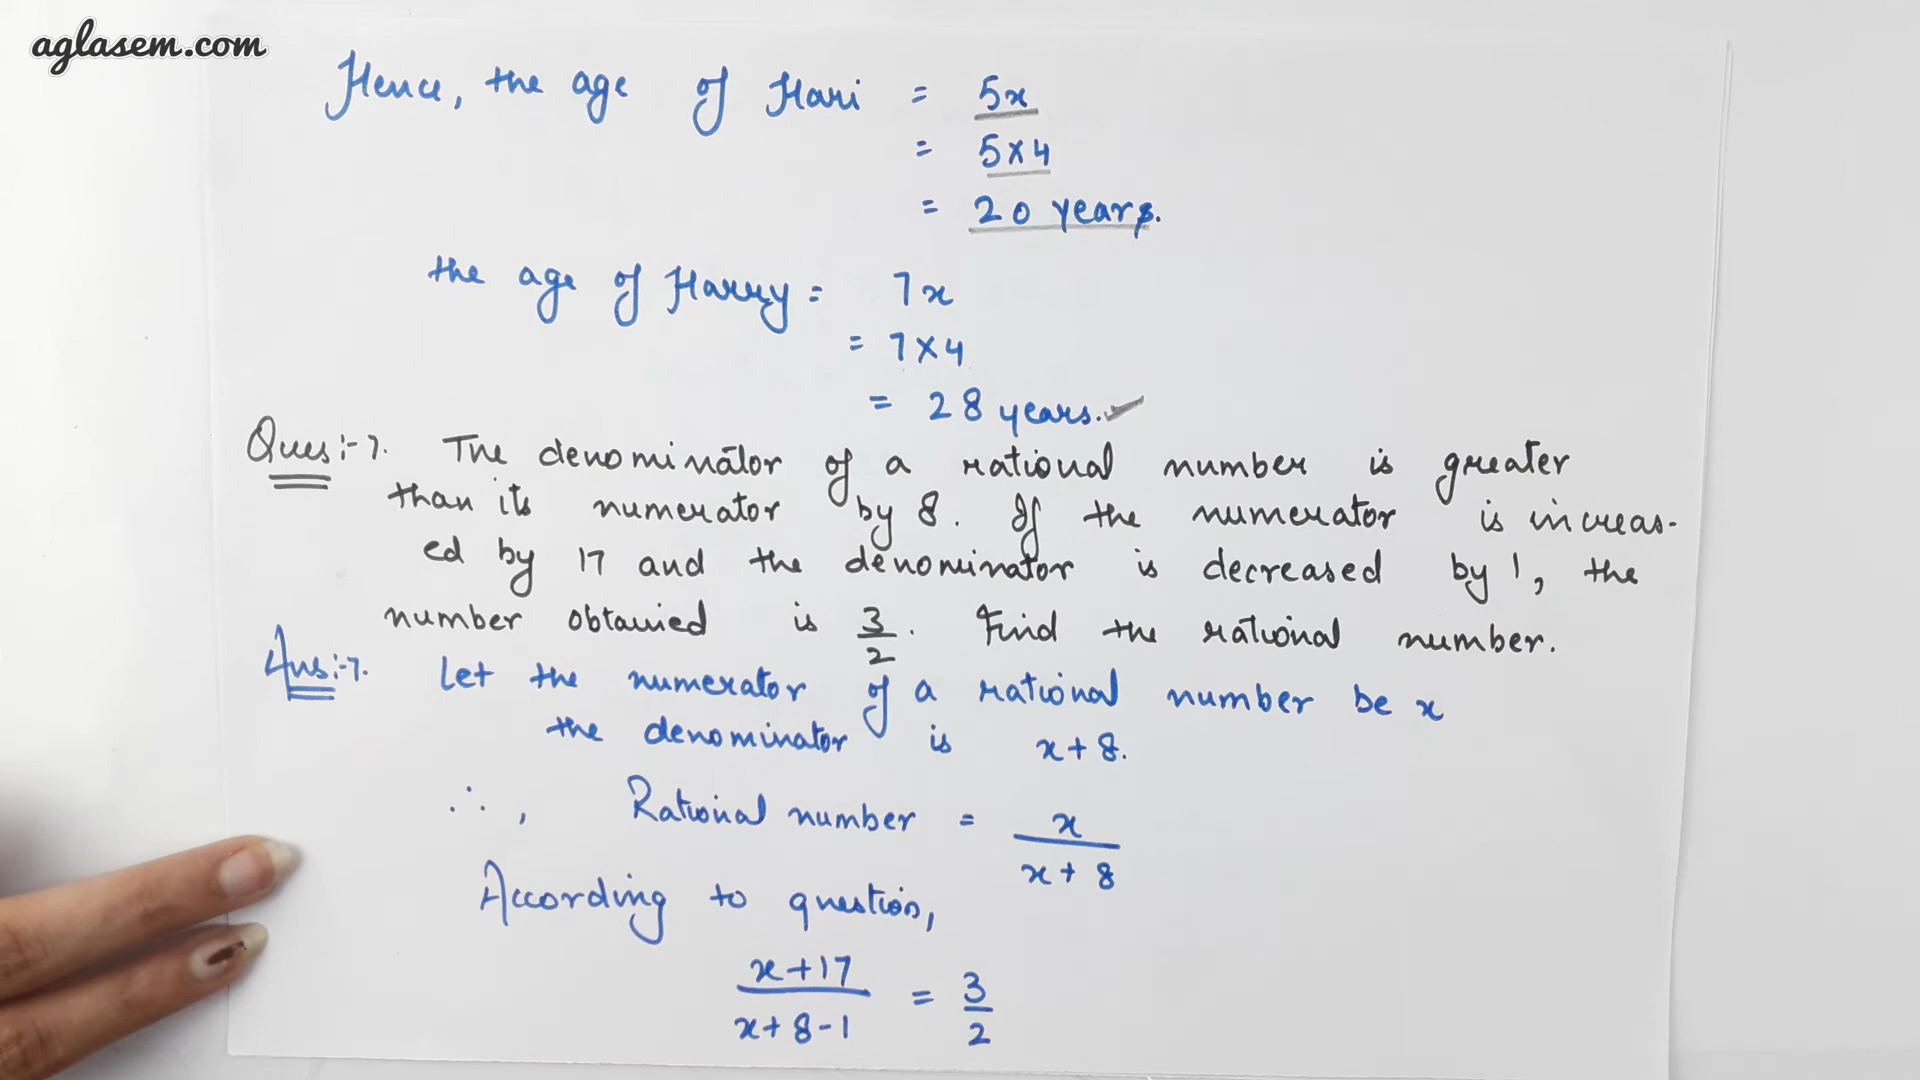 aglasem.com
Hence, the age of Hari = 5x
= 5×4
= 20 years.
the age of Harry = 7x
= 7×4
= 28 years.
Ques:-7. The denominator of a rational number is greater
than its numerator by 8. If the numerator is increas-
ed by 17 and the denominator is decreased by 1, the
number obtained is 3/2. Find the rational number.
Ans:-7. Let the numerator of a rational number be x
the denominator is x+8.
∴, Rational number = x/(x+8)
According to question,
(x+17)/(x+8-1) = 3/2